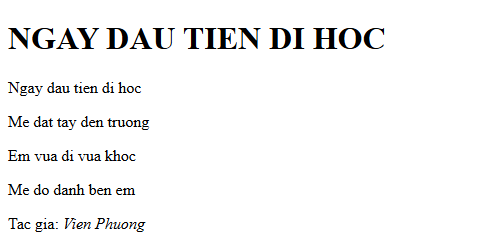 NGAY DAU TIEN DI HOC
Ngay dau tien di hoc
Me dat tay den truong
Em vua di vua khoc
Me do danh ben em
Tac gia: Vien Phuong